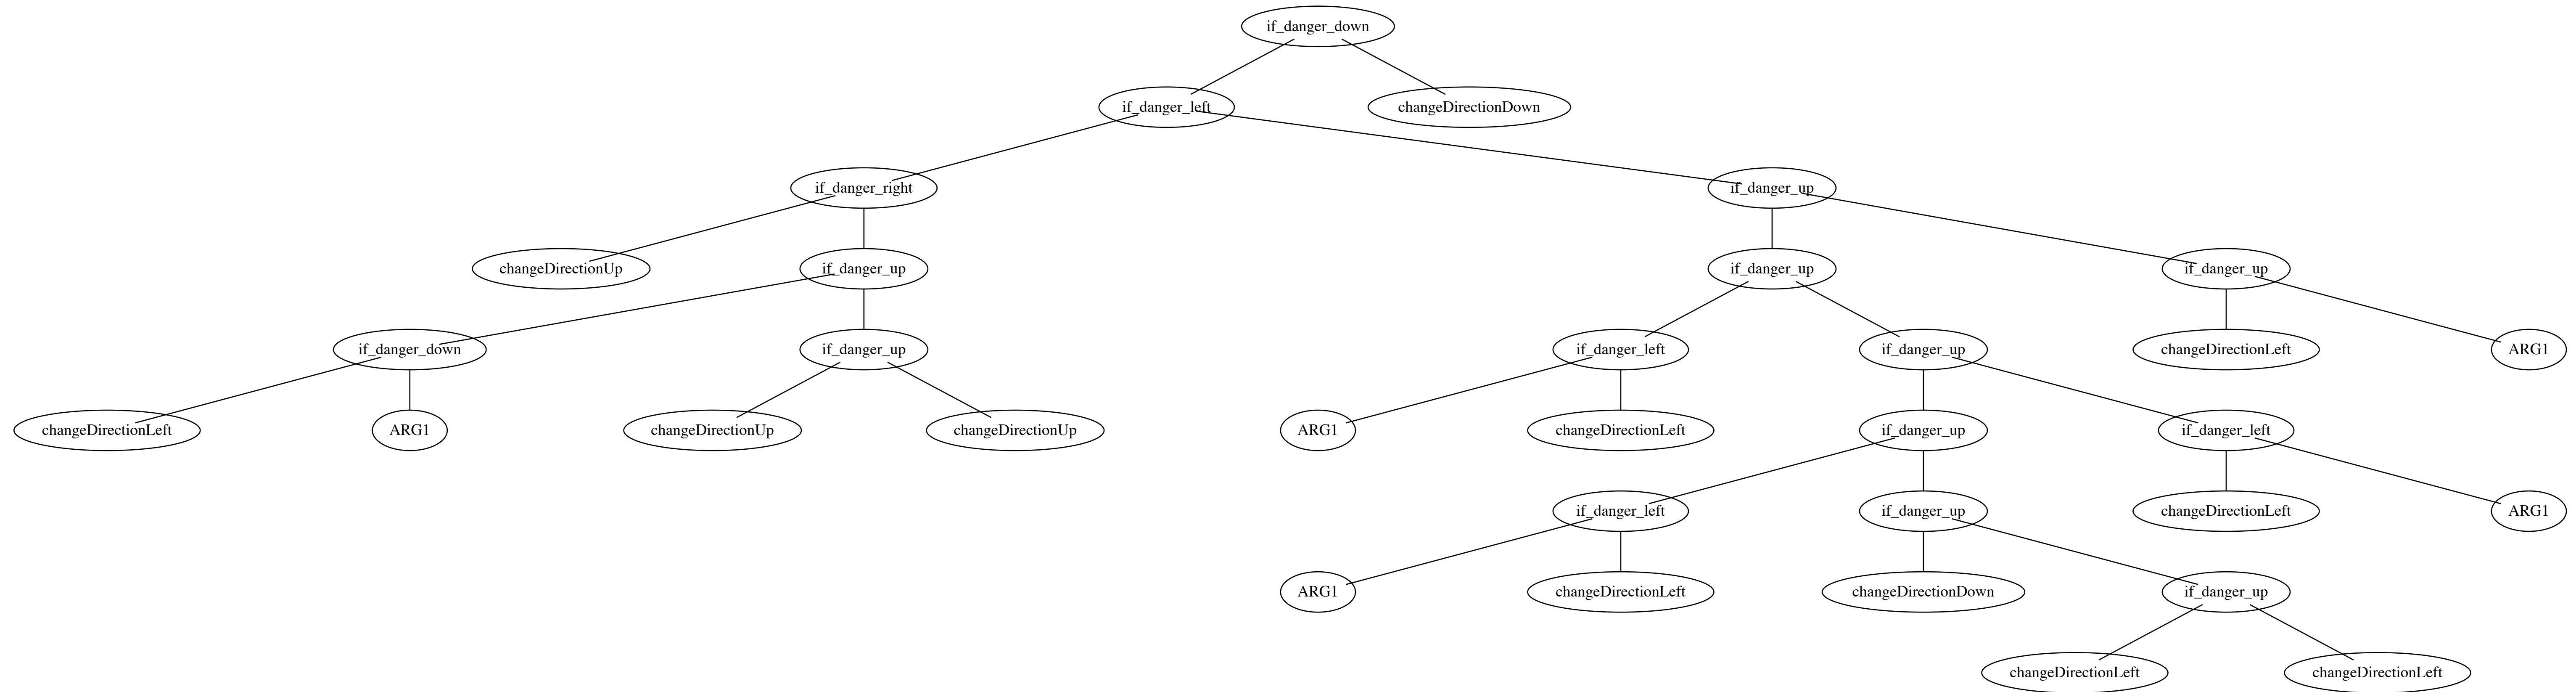 if_danger_down
if_danger_left
changeDirectionDown
if_danger_right
if_danger_up
changeDirectionUp
if_danger_up
if_danger_up
if_danger_up
if_danger_down
if_danger_up
if_danger_left
if_danger_up
changeDirectionLeft
ARG1
changeDirectionLeft
ARG1
changeDirectionUp
changeDirectionUp
ARG1
changeDirectionLeft
if_danger_up
if_danger_left
if_danger_left
if_danger_up
changeDirectionLeft
ARG1
ARG1
changeDirectionLeft
changeDirectionDown
if_danger_up
changeDirectionLeft
changeDirectionLeft